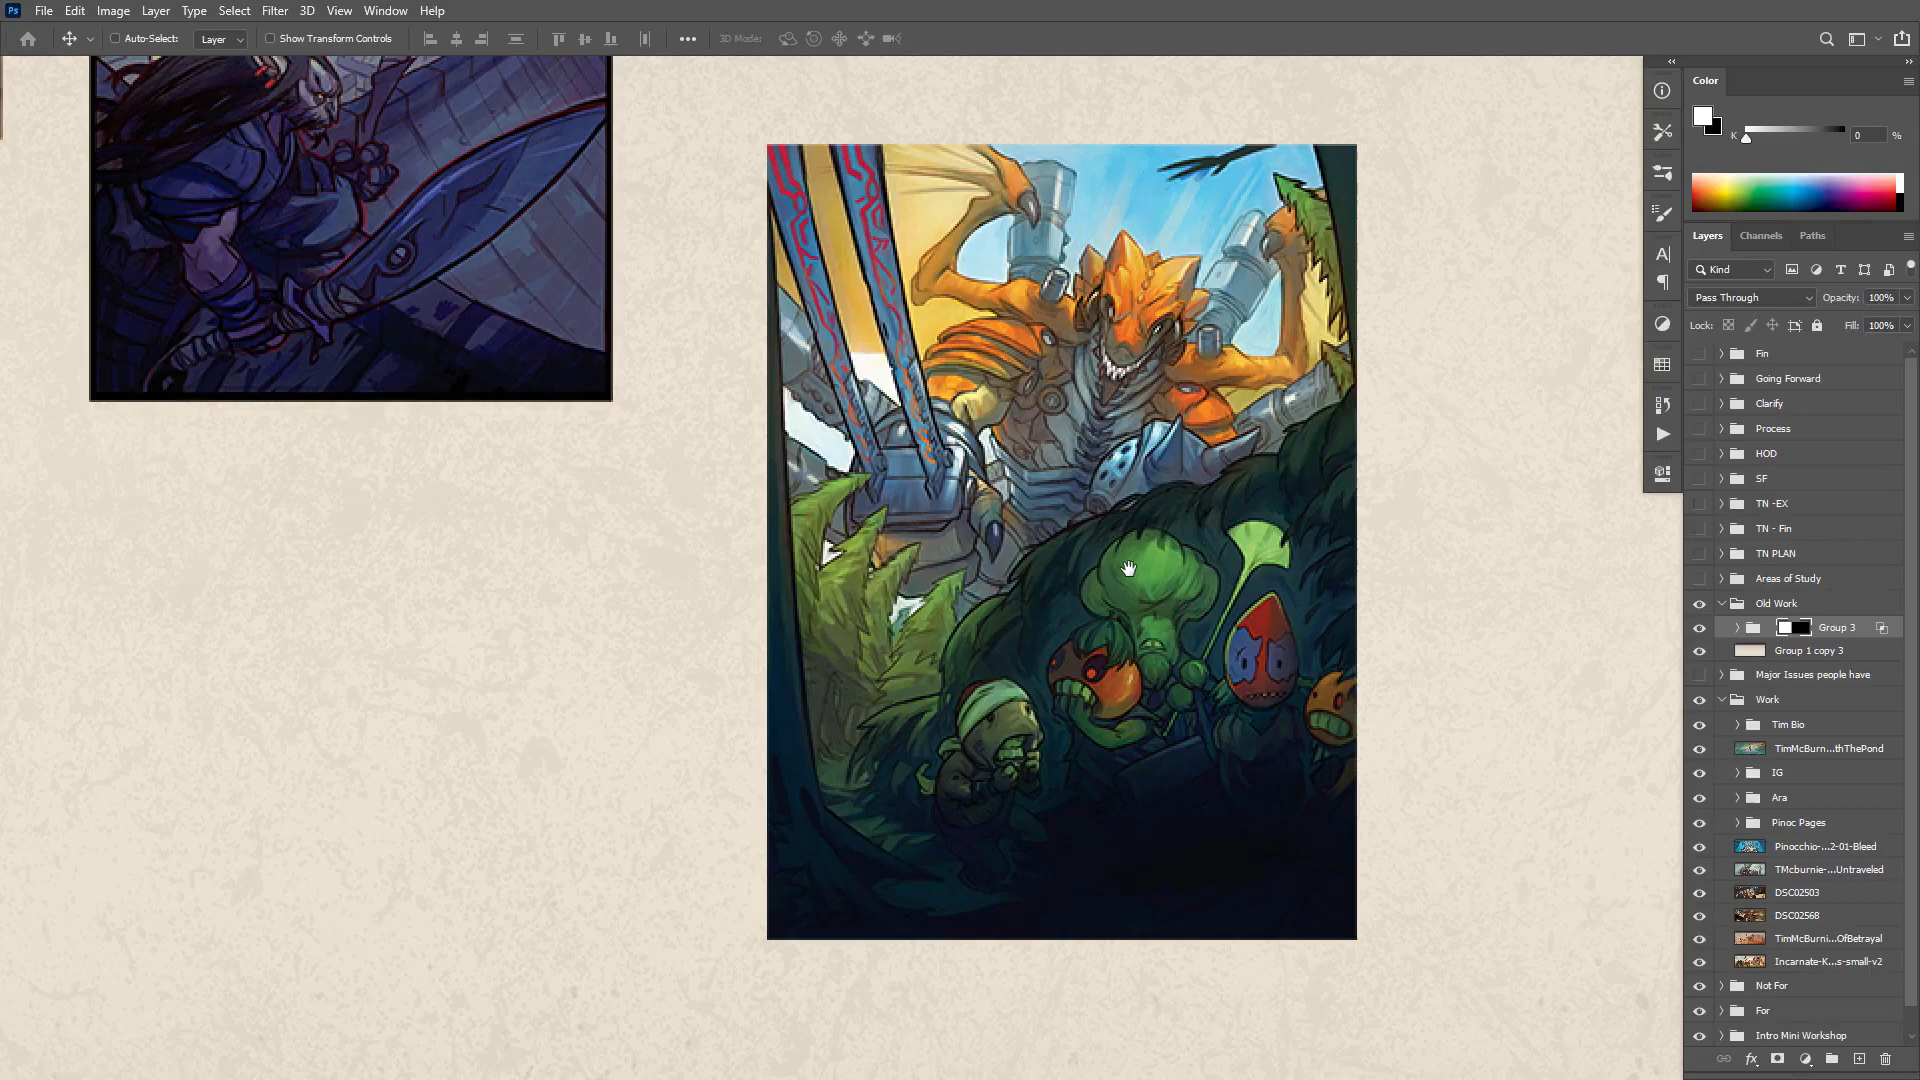 Ps File Edit Image Layer Type Select Filter 3D View Window Help
Auto-Select: Layer Show Transform Controls 3D Mode:
Color
K 0 %
Layers Channels Paths
Kind
Pass Through Opacity: 100%
Lock: Fill: 100%
Fin
Going Forward
Clarify
Process
HOD
SF
TN -EX
TN - Fin
TN PLAN
Areas of Study
Old Work
Group 3
Group 1 copy 3
Major Issues people have
Work
Tim Bio
TimMcBurn...thThePond
IG
Ara
Pinoc Pages
Pinocchio-...2-01-Bleed
TMcburnie-...Untraveled
DSC02503
DSC02568
TimMcBurni...OfBetrayal
Incarnate-K...s-small-v2
Not For
For
Intro Mini Workshop
fx